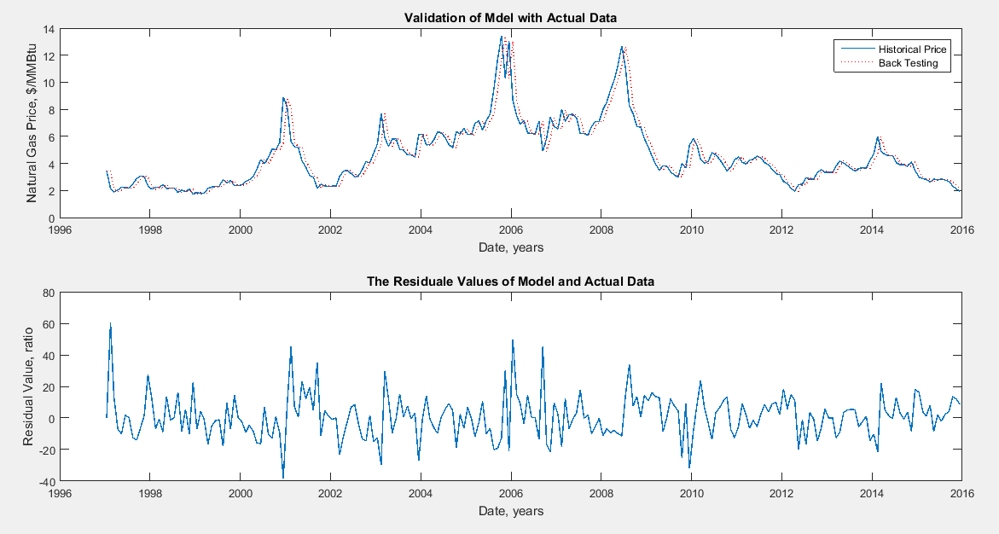 Validation of Mdel with Actual Data
Natural Gas Price, $/MMBtu
14
12
10
8
6
4
2
0
Historical Price
Back Testing
1996 1998 2000 2002 2004 2006 2008 2010 2012 2014 2016
Date, years
The Residuale Values of Model and Actual Data
Residual Value, ratio
80
60
40
20
0
-20
-40
1996 1998 2000 2002 2004 2006 2008 2010 2012 2014 2016
Date, years